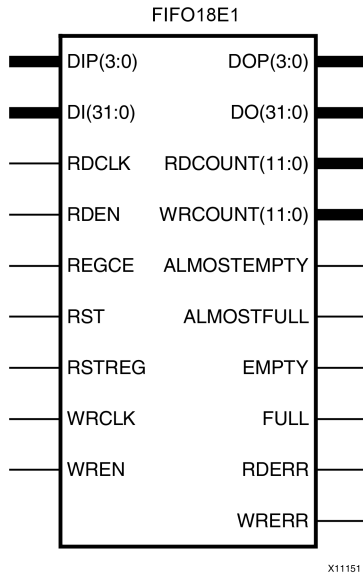 FIFO18E1
DIP(3:0) DOP(3:0)
DI(31:0) DO(31:0)
RDCLK RDCOUNT(11:0)
RDEN WRCOUNT(11:0)
REGCE ALMOSTEMPTY
RST ALMOSTFULL
RSTREG EMPTY
WRCLK FULL
WREN RDERR
WRERR
X11151